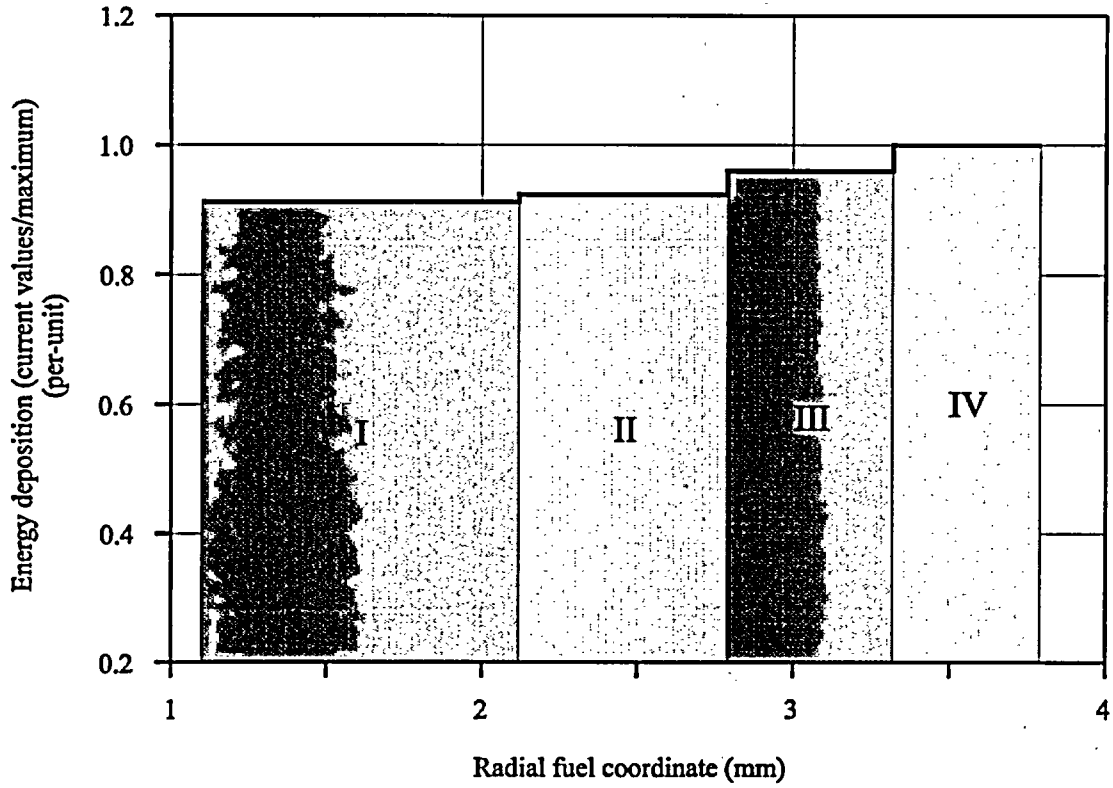 Energy deposition (current values/maximum)
(per-unit)
1.2
1.0
0.8
0.6
0.4
0.2
I
II
III
IV
1
2
3
4
Radial fuel coordinate (mm)